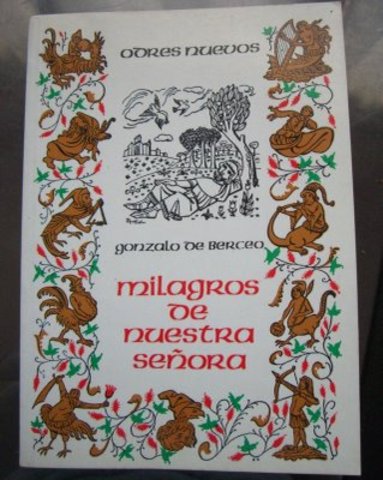 ODRES NUEVOS
GONZALO DE BERCEO
MILAGROS
DE
NUESTRA
SEÑORA